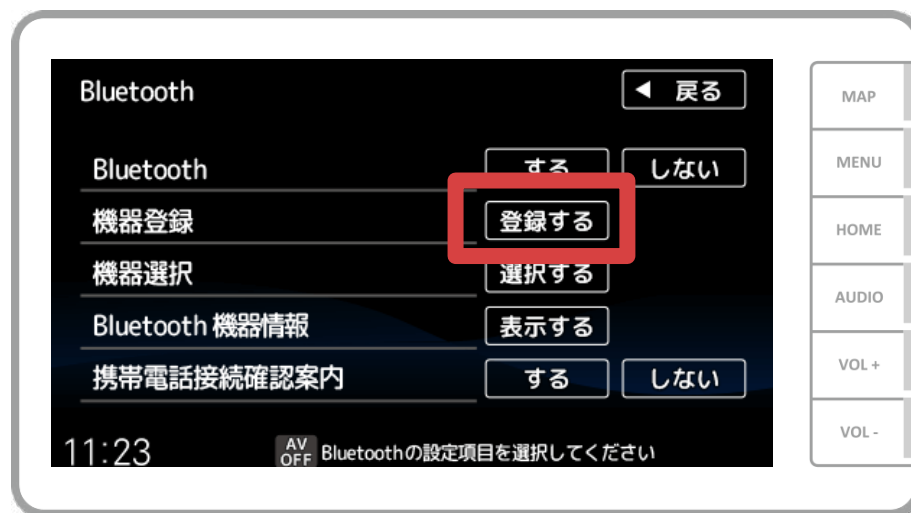 Bluetooth ◀ 戻る
Bluetooth する しない
機器登録 登録する
機器選択 選択する
Bluetooth 機器情報 表示する
携帯電話接続確認案内 する しない
11:23 AV OFF Bluetoothの設定項目を選択してください
MAP
MENU
HOME
AUDIO
VOL +
VOL -